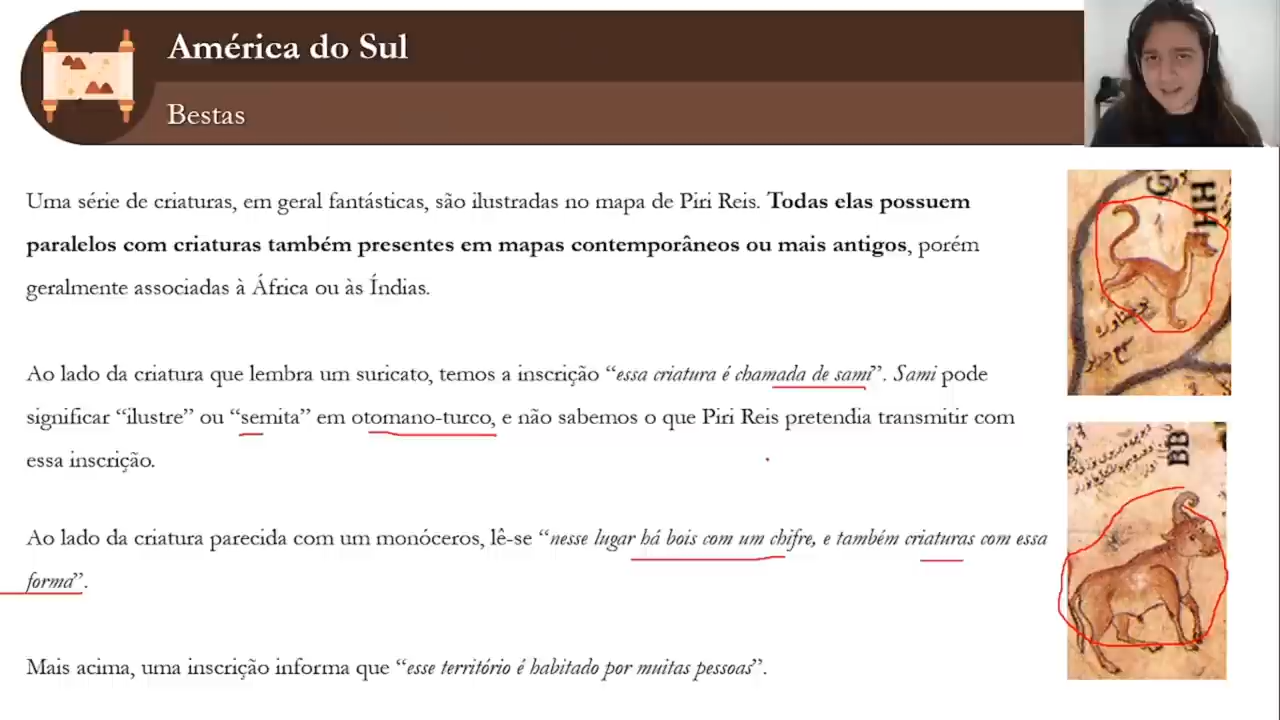 América do Sul
Bestas
Uma série de criaturas, em geral fantásticas, são ilustradas no mapa de Piri Reis. Todas elas possuem
paralelos com criaturas também presentes em mapas contemporâneos ou mais antigos, porém
geralmente associadas à África ou às Índias.
Ao lado da criatura que lembra um suricato, temos a inscrição “essa criatura é chamada de sami”. Sami pode
significar “ilustre” ou “semita” em otomano-turco, e não sabemos o que Piri Reis pretendia transmitir com
essa inscrição.
Ao lado da criatura parecida com um monóceros, lê-se “nesse lugar há bois com um chifre, e também criaturas com essa
forma”.
Mais acima, uma inscrição informa que “esse território é habitado por muitas pessoas”.
G
HH
BB